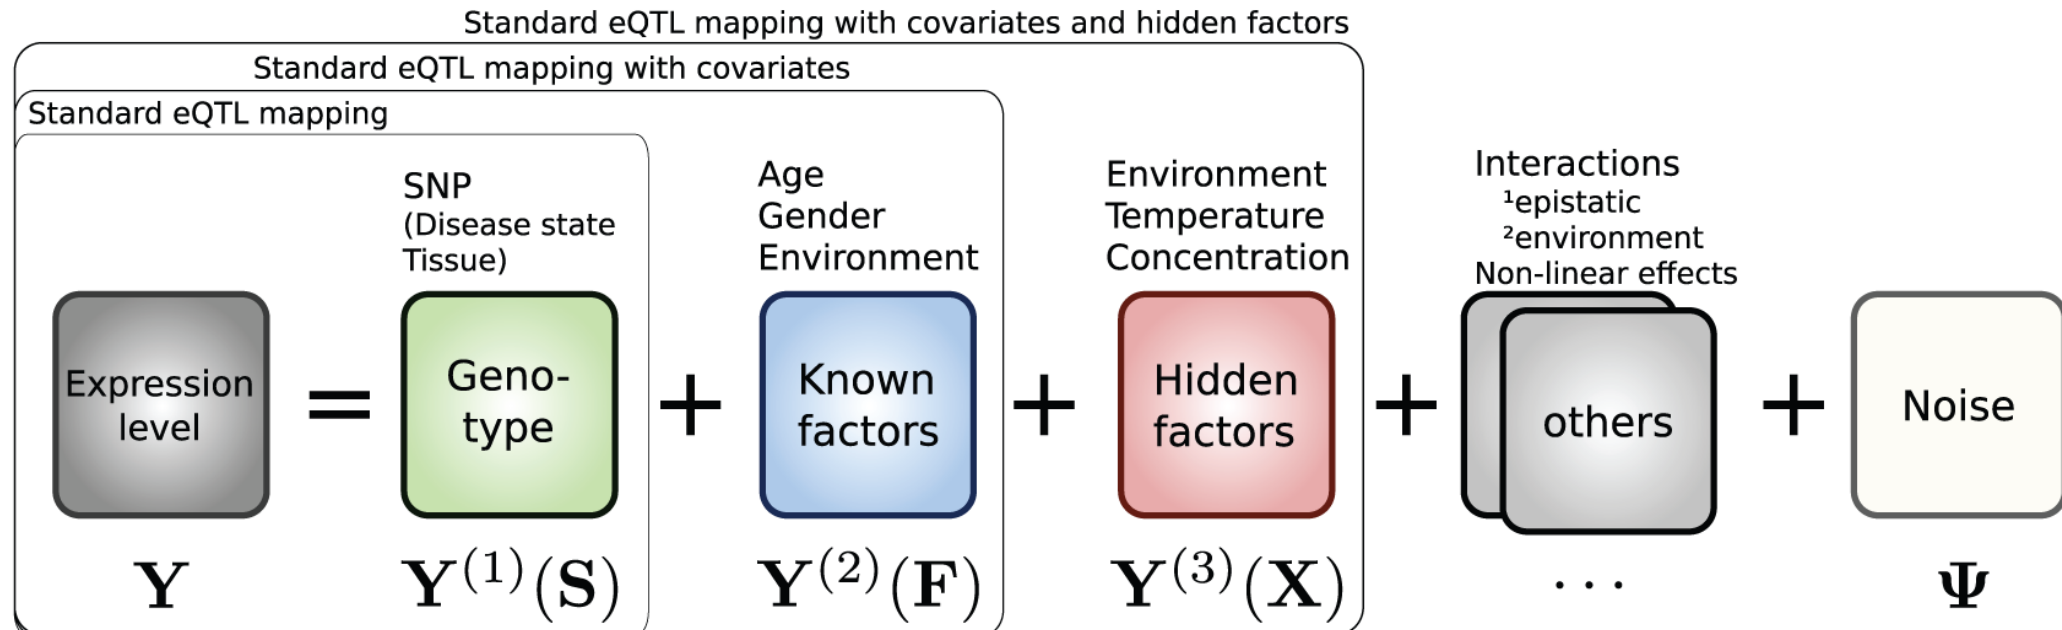 Standard eQTL mapping with covariates and hidden factors
Standard eQTL mapping with covariates
Standard eQTL mapping
SNP
(Disease state
Tissue)
Age
Gender
Environment
Environment
Temperature
Concentration
Interactions
¹epistatic
²environment
Non-linear effects
Expression
level
=
Geno-
type
+
Known
factors
+
Hidden
factors
+
others
+
Noise
Y
Y⁽¹⁾(S)
Y⁽²⁾(F)
Y⁽³⁾(X)
...
Ψ